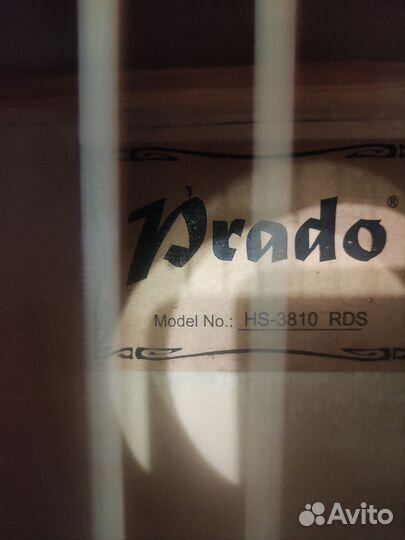 Prado ®
Model No.: HS-3810 RDS
Avito